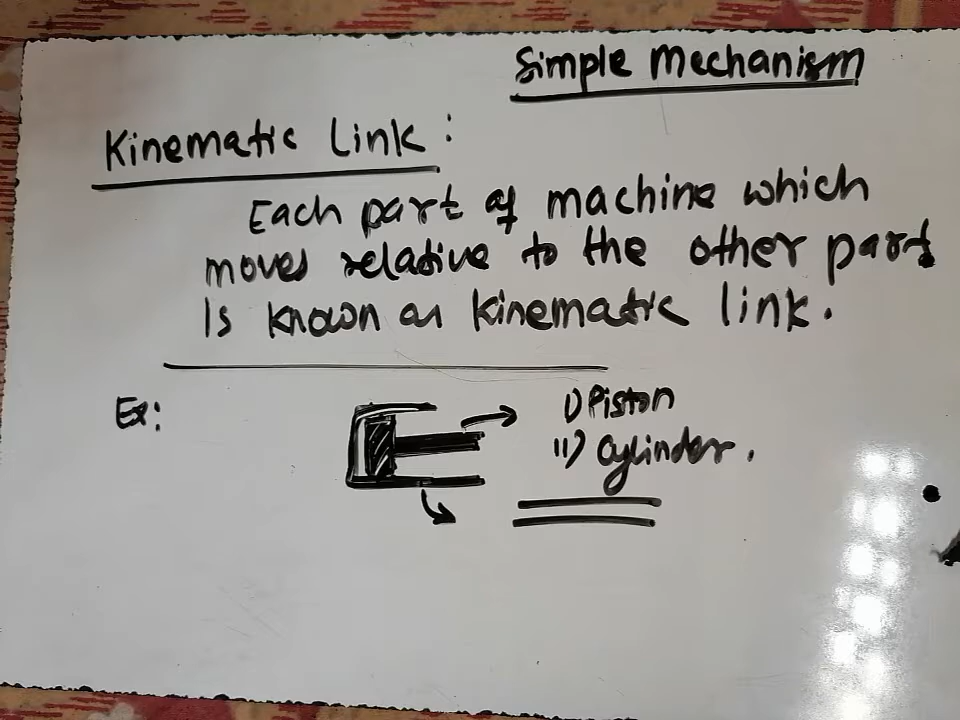 Simple Mechanism
Kinematic Link:
Each part of machine which
moves relative to the other part
Is known as kinematic link.
Ex:
i) Piston
ii) cylinder.